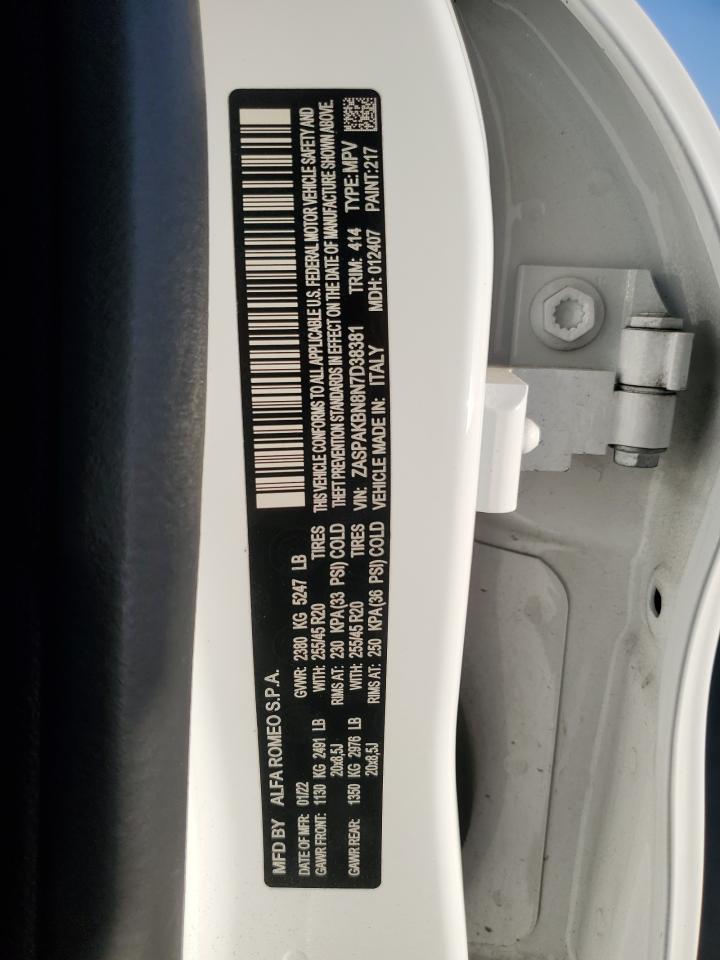 MFD BY ALFA ROMEO S.P.A.
DATE OF MFR: 01/22 GVWR: 2380 KG 5247 LB
GAWR FRONT: 1130 KG 2491 LB WITH: 255/45 R20 TIRES
20x8,5J RIMS AT: 230 KPA(33 PSI) COLD
GAWR REAR: 1350 KG 2976 LB WITH: 255/45 R20 TIRES
20x8,5J RIMS AT: 250 KPA(36 PSI) COLD
THIS VEHICLE CONFORMS TO ALL APPLICABLE U.S. FEDERAL MOTOR VEHICLE SAFETY AND
THEFT PREVENTION STANDARDS IN EFFECT ON THE DATE OF MANUFACTURE SHOWN ABOVE.
VIN: ZASPAKBN8N7D38381 TRIM: 414 TYPE: MPV
VEHICLE MADE IN: ITALY MDH: 012407 PAINT: 217